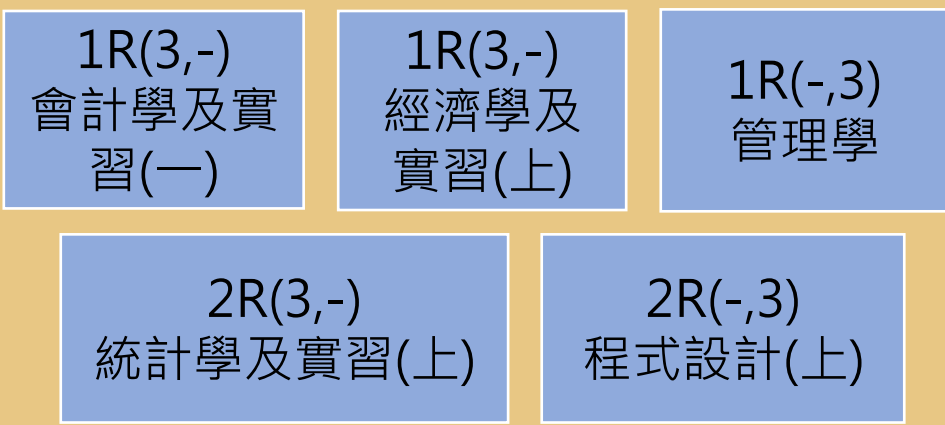 1R(3,-)
會計學及實
習(一)
1R(3,-)
經濟學及
實習(上)
1R(-,3)
管理學
2R(3,-)
統計學及實習(上)
2R(-,3)
程式設計(上)